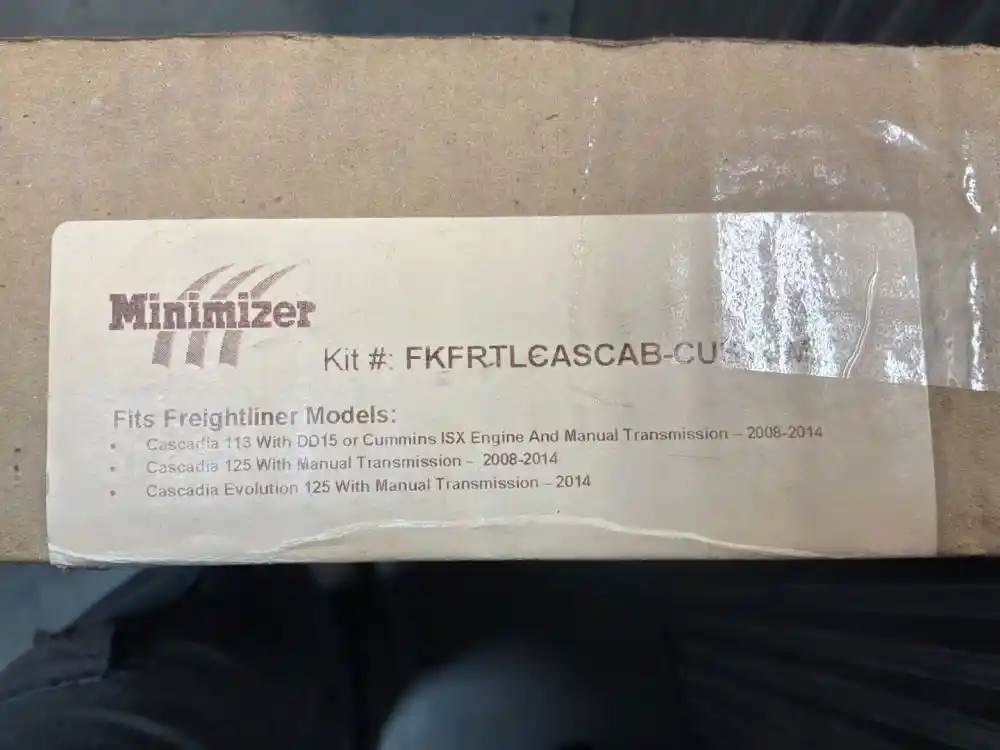 Minimizer
Kit #: FKFRTLCASCAB-CUSTOM
Fits Freightliner Models:
• Cascadia 113 With DD15 or Cummins ISX Engine And Manual Transmission – 2008-2014
• Cascadia 125 With Manual Transmission – 2008-2014
• Cascadia Evolution 125 With Manual Transmission – 2014